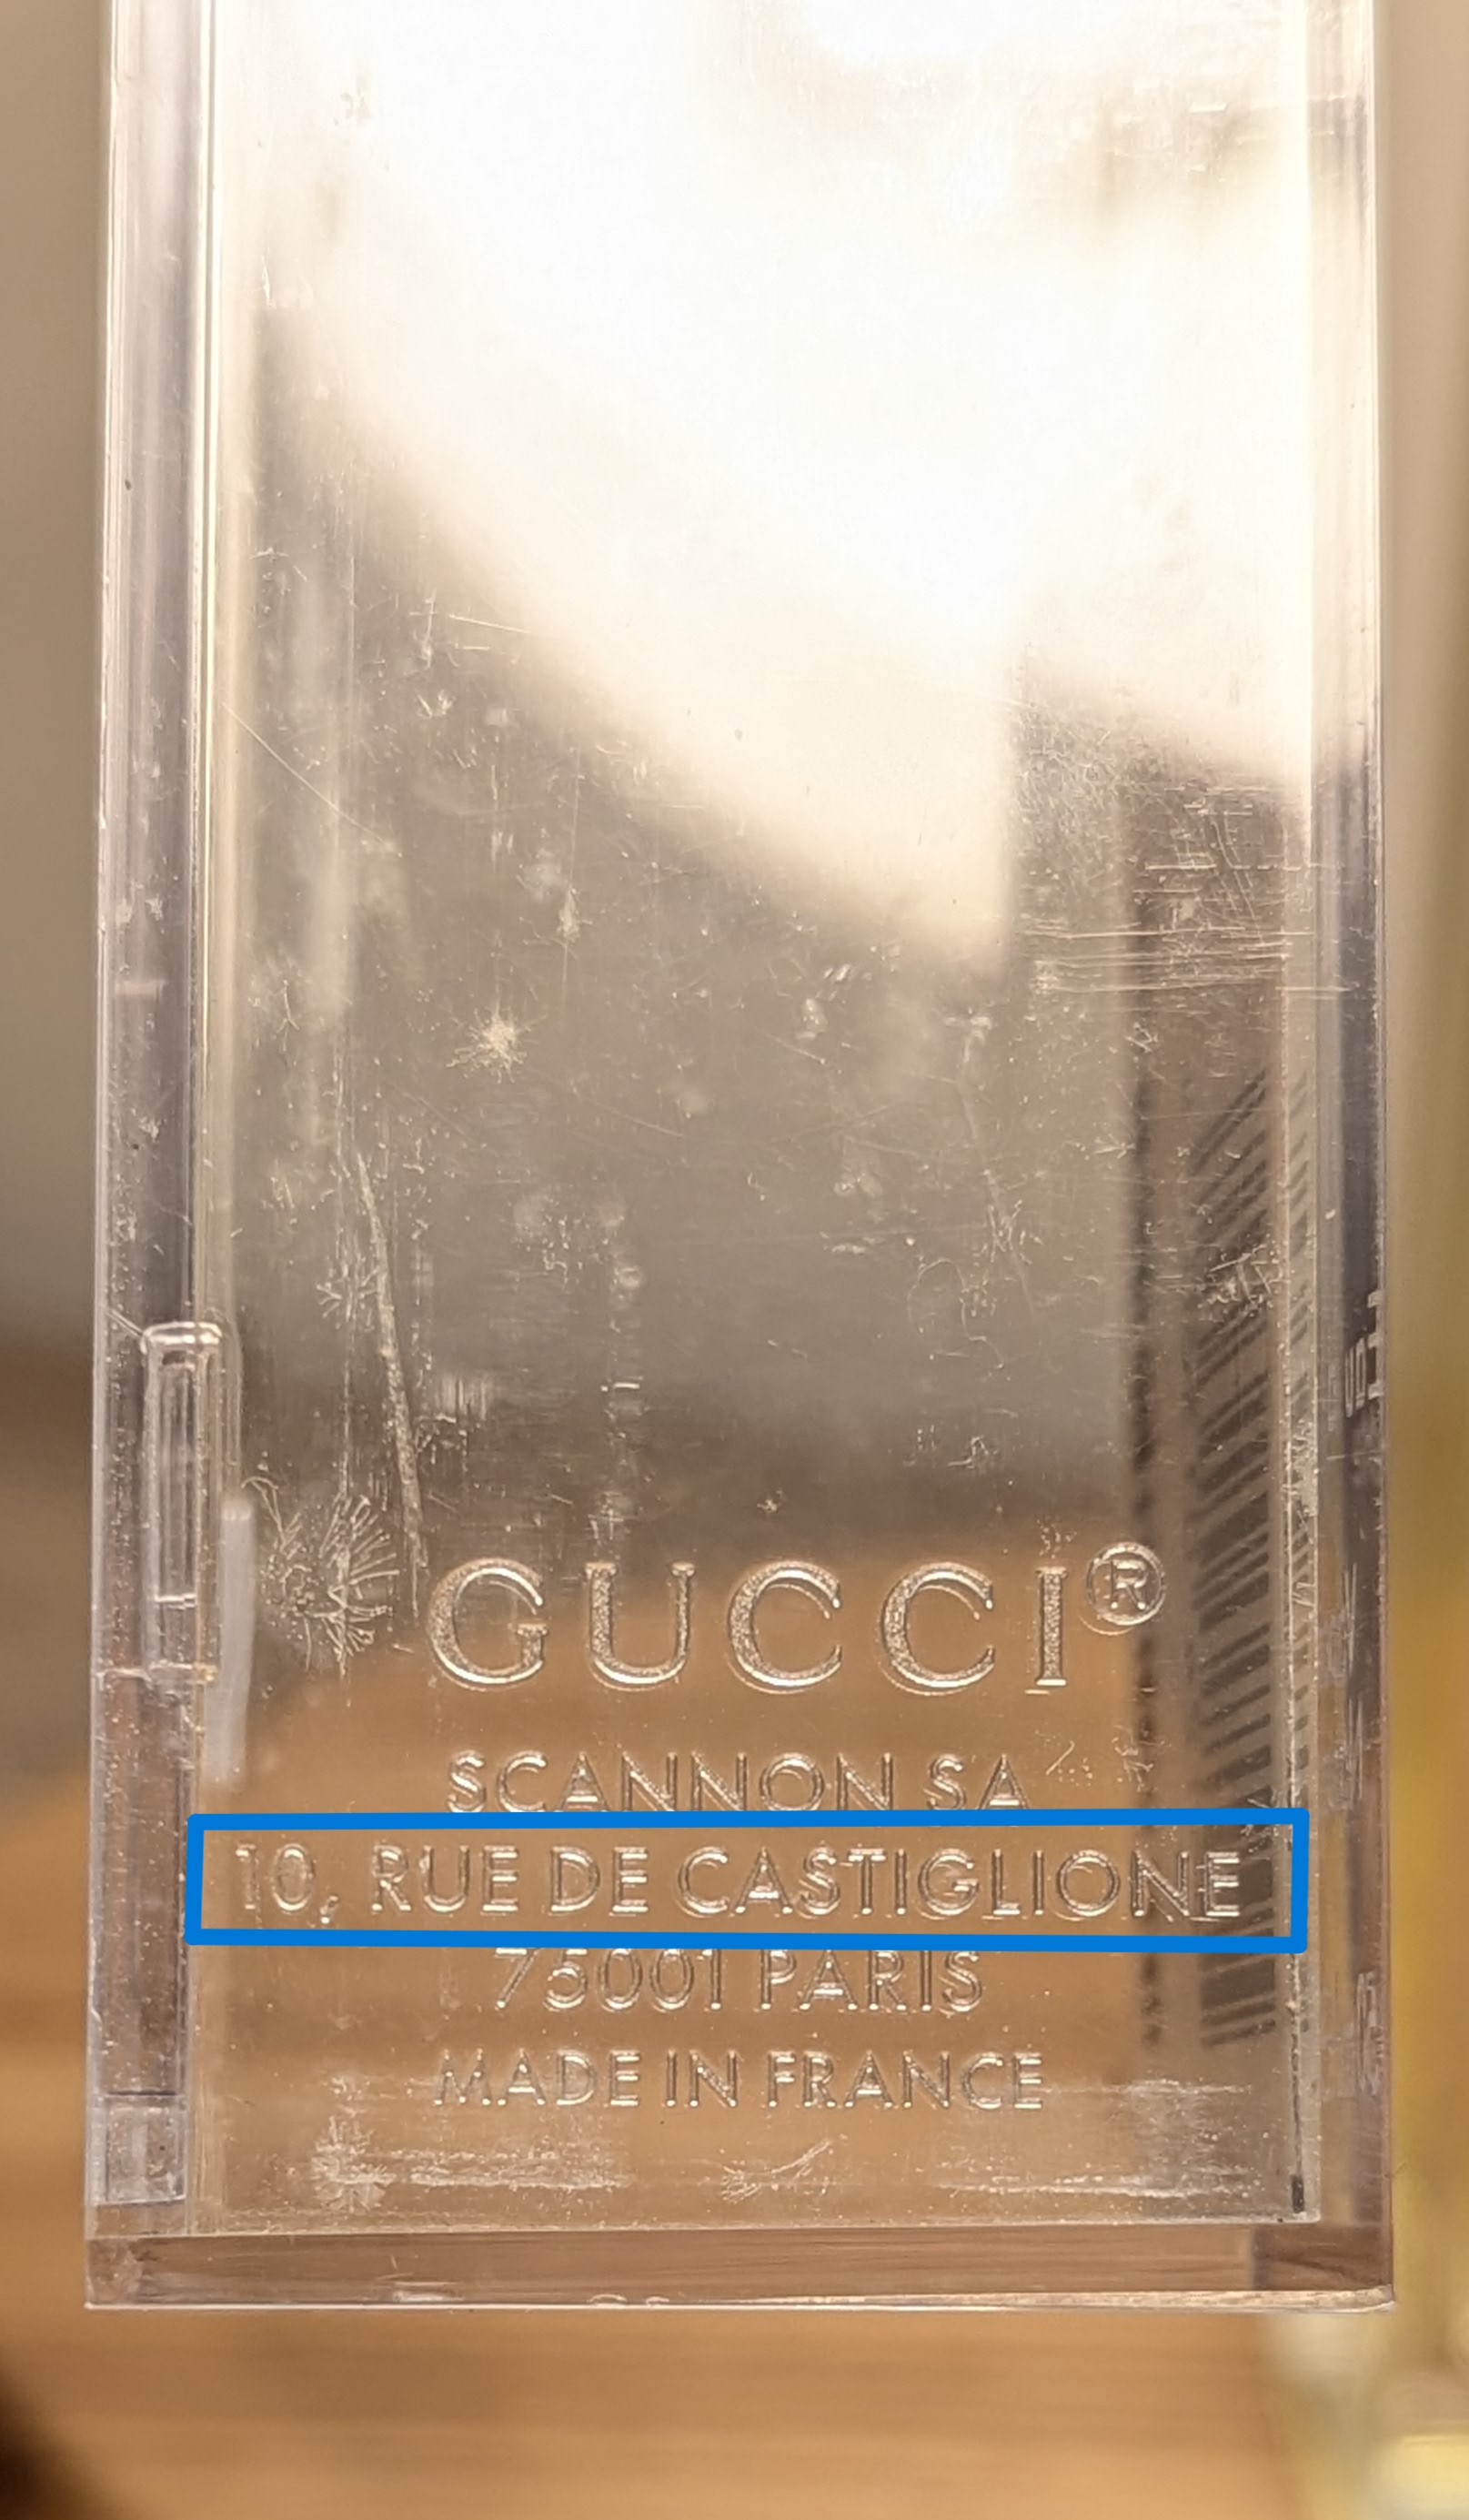 GUCCI®
SCANNON SA
10, RUE DE CASTIGLIONE
75001 PARIS
MADE IN FRANCE